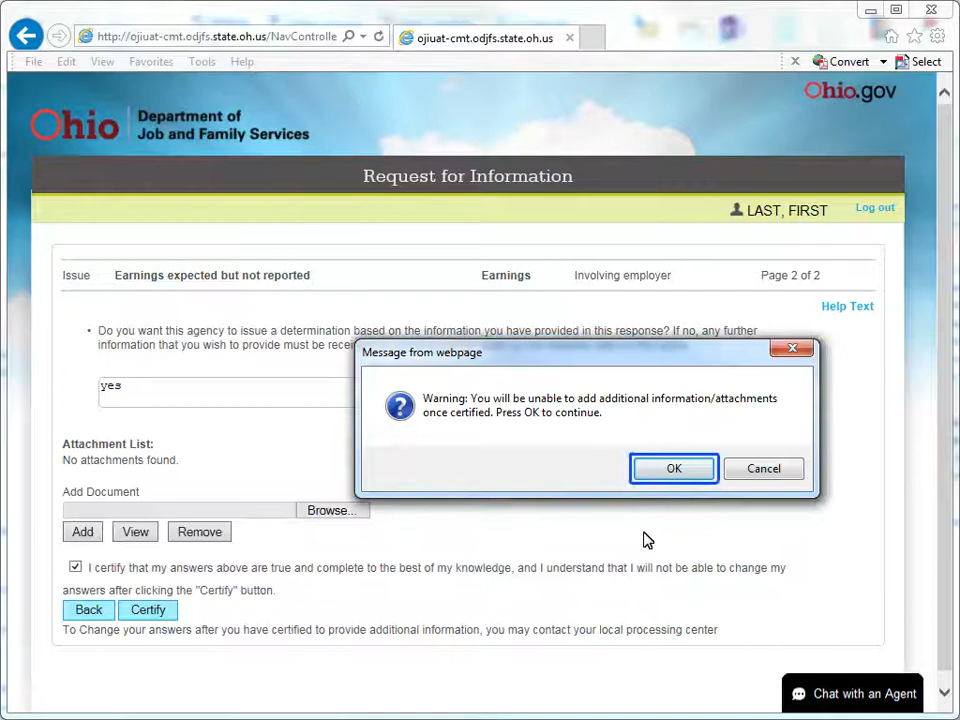 http://ojiuat-cmt.odjfs.state.oh.us/NavControlle
ojiuat-cmt.odjfs.state.oh.us
File Edit View Favorites Tools Help
Convert Select
Ohio.gov
Ohio Department of
Job and Family Services
Request for Information
LAST, FIRST Log out
Issue Earnings expected but not reported Earnings Involving employer Page 2 of 2
Help Text
• Do you want this agency to issue a determination based on the information you have provided in this response? If no, any further
information that you wish to provide must be
Message from webpage
yes
Warning: You will be unable to add additional information/attachments
once certified. Press OK to continue.
OK Cancel
Attachment List:
No attachments found.
Add Document
Browse...
Add View Remove
I certify that my answers above are true and complete to the best of my knowledge, and I understand that I will not be able to change my
answers after clicking the "Certify" button.
Back Certify
To Change your answers after you have certified to provide additional information, you may contact your local processing center
Chat with an Agent